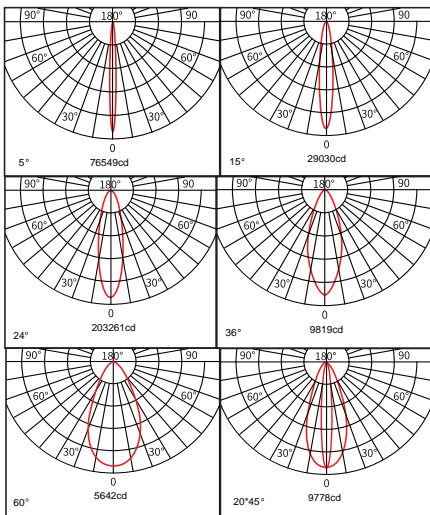 90° 180° 90°
60° 60°
30° 30°
0
5° 76549cd
90° 180° 90
60° 60°
30° 30°
0
15° 29030cd
90° 180° 90°
60° 60°
30° 30°
0
24° 203261cd
90° 180° 90
60° 60°
30° 30°
0
36° 9819cd
90° 180° 90°
60° 60°
30° 30°
0
60° 5642cd
90° 180° 90°
60° 60°
30° 30°
0
20*45° 9778cd